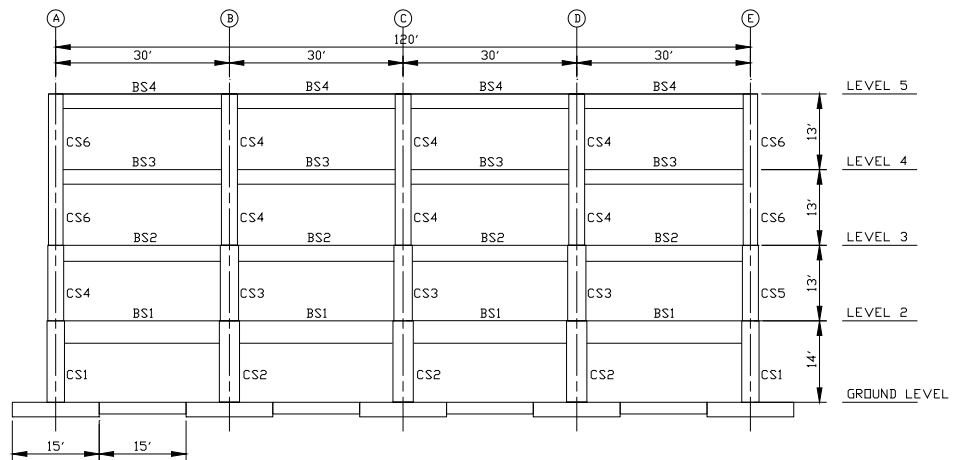 A B C D E
120'
30' 30' 30' 30'
BS4 BS4 BS4 BS4 LEVEL 5
CS6 CS4 CS4 CS4 CS6 13'
BS3 BS3 BS3 BS3 LEVEL 4
CS6 CS4 CS4 CS4 CS6 13'
BS2 BS2 BS2 BS2 LEVEL 3
CS4 CS3 CS3 CS3 CS5 13'
BS1 BS1 BS1 BS1 LEVEL 2
CS1 CS2 CS2 CS2 CS1 14'
GROUND LEVEL
15' 15'